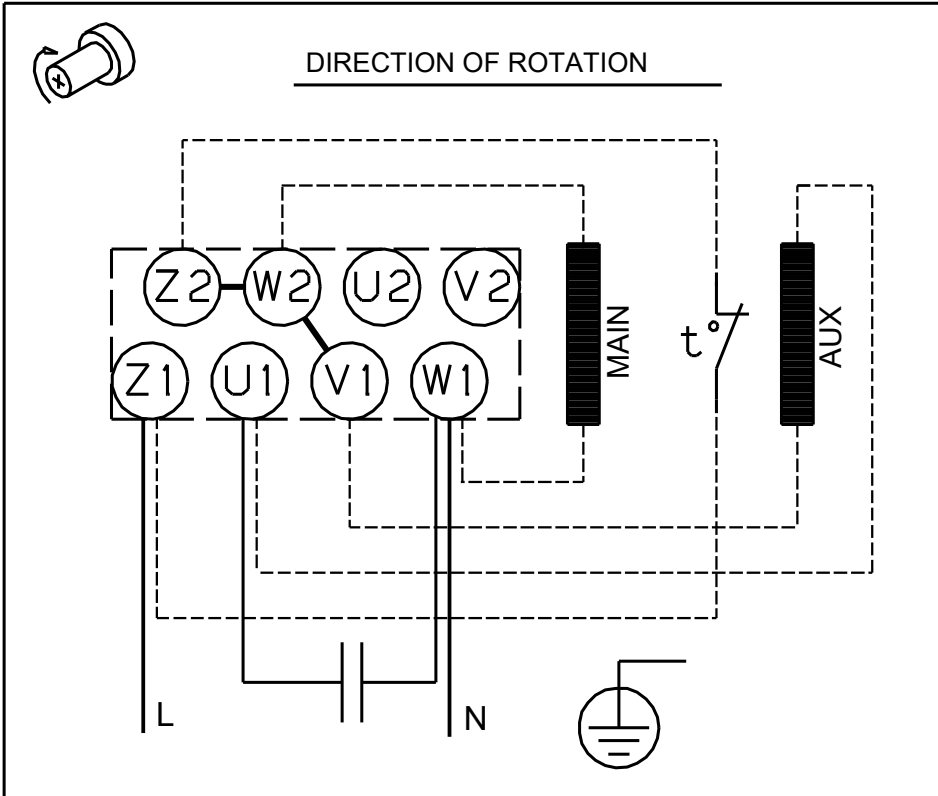 DIRECTION OF ROTATION
Z2 W2 U2 V2
Z1 U1 V1 W1
MAIN
t°
AUX
L
N